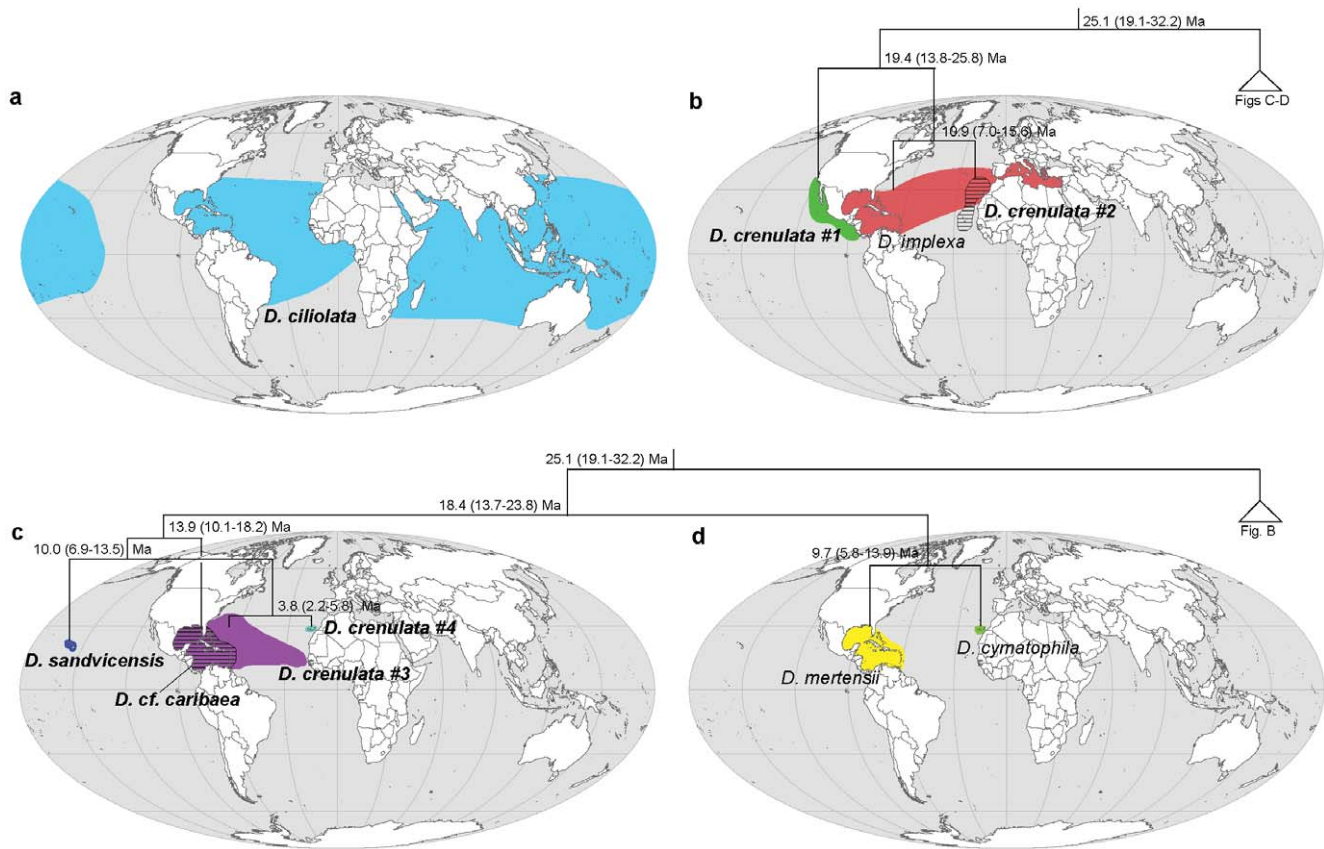 25.1 (19.1-32.2) Ma
19.4 (13.8-25.8) Ma
Figs C-D
a
b
10.9 (7.0-15.6) Ma
D. crenulata #2
D. crenulata #1
D. implexa
D. ciliolata
25.1 (19.1-32.2) Ma
18.4 (13.7-23.8) Ma
Fig. B
c
13.9 (10.1-18.2) Ma
d
10.0 (6.9-13.5) Ma
9.7 (5.8-13.9) Ma
3.8 (2.2-5.8) Ma
D. crenulata #4
D. sandvicensis
D. crenulata #3
D. cf. caribaea
D. cymatophila
D. mertensii